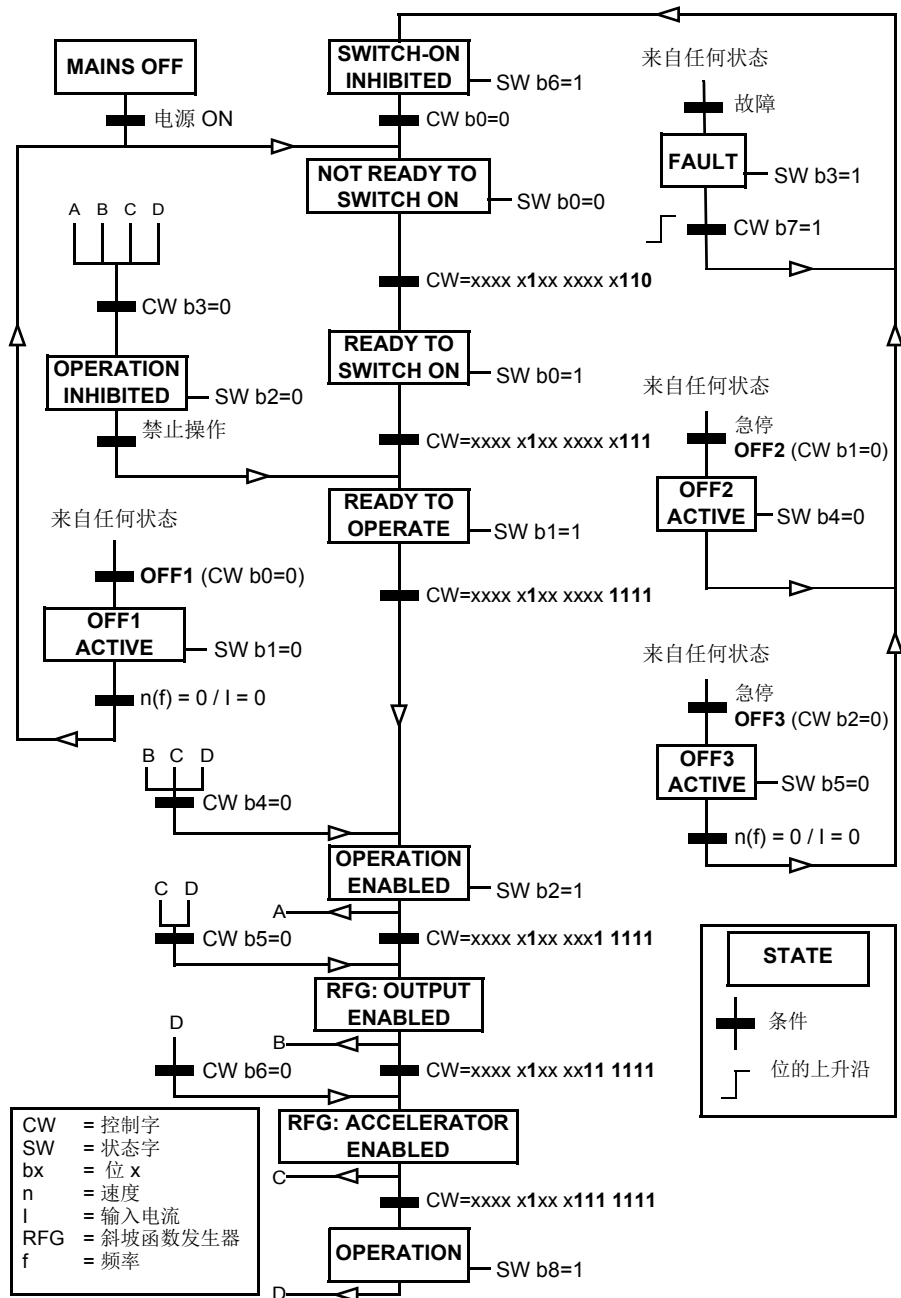 MAINS OFF
电源 ON
SWITCH-ON
INHIBITED
SW b6=1
CW b0=0
NOT READY TO
SWITCH ON
SW b0=0
CW=xxxx x1xx xxxx x110
READY TO
SWITCH ON
SW b0=1
CW=xxxx x1xx xxxx x111
READY TO
OPERATE
SW b1=1
CW=xxxx x1xx xxxx 1111
A B C D
CW b3=0
OPERATION
INHIBITED
SW b2=0
禁止操作
来自任何状态
OFF1 (CW b0=0)
OFF1
ACTIVE
SW b1=0
n(f) = 0 / I = 0
B C D
CW b4=0
OPERATION
ENABLED
SW b2=1
A
C D
CW b5=0
CW=xxxx x1xx xxx1 1111
RFG: OUTPUT
ENABLED
B
D
CW b6=0
CW=xxxx x1xx xx11 1111
RFG: ACCELERATOR
ENABLED
C
CW=xxxx x1xx x111 1111
OPERATION
SW b8=1
D
来自任何状态
故障
FAULT
SW b3=1
CW b7=1
来自任何状态
急停
OFF2 (CW b1=0)
OFF2
ACTIVE
SW b4=0
来自任何状态
急停
OFF3 (CW b2=0)
OFF3
ACTIVE
SW b5=0
n(f) = 0 / I = 0
STATE
条件
位的上升沿
CW = 控制字
SW = 状态字
bx = 位 x
n = 速度
I = 输入电流
RFG = 斜坡函数发生器
f = 频率